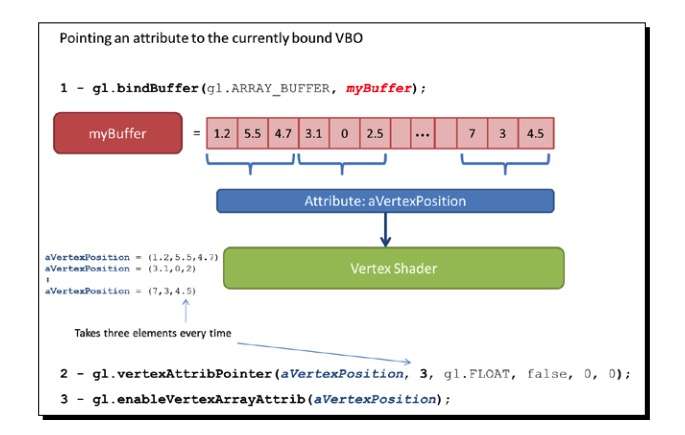 Pointing an attribute to the currently bound VBO
1 - gl.bindBuffer(gl.ARRAY_BUFFER, myBuffer);
myBuffer = 1.2 5.5 4.7 3.1 0 2.5 ... 7 3 4.5
Attribute: aVertexPosition
Vertex Shader
aVertexPosition = (1.2,5.5,4.7)
aVertexPosition = (3.1,0,2)
:
aVertexPosition = (7,3,4.5)
Takes three elements every time
2 - gl.vertexAttribPointer(aVertexPosition, 3, gl.FLOAT, false, 0, 0);
3 - gl.enableVertexArrayAttrib(aVertexPosition);